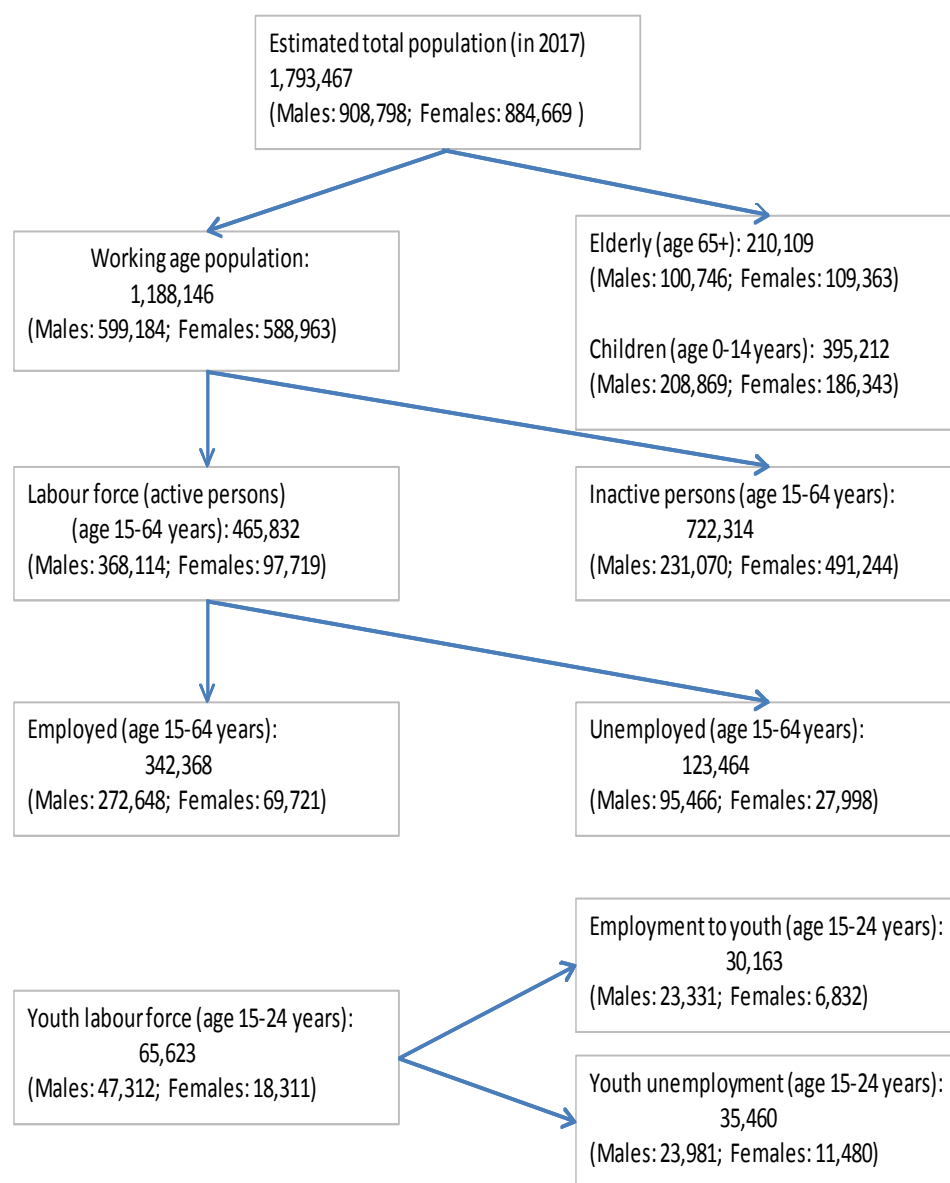 Estimated total population (in 2017)
1,793,467
(Males: 908,798; Females: 884,669 )
Working age population:
1,188,146
(Males: 599,184; Females: 588,963)
Elderly (age 65+): 210,109
(Males: 100,746; Females: 109,363)
Children (age 0-14 years): 395,212
(Males: 208,869; Females: 186,343)
Labour force (active persons)
(age 15-64 years): 465,832
(Males: 368,114; Females: 97,719)
Inactive persons (age 15-64 years):
722,314
(Males: 231,070; Females: 491,244)
Employed (age 15-64 years):
342,368
(Males: 272,648; Females: 69,721)
Unemployed (age 15-64 years):
123,464
(Males: 95,466; Females: 27,998)
Employment to youth (age 15-24 years):
30,163
(Males: 23,331; Females: 6,832)
Youth labour force (age 15-24 years):
65,623
(Males: 47,312; Females: 18,311)
Youth unemployment (age 15-24 years):
35,460
(Males: 23,981; Females: 11,480)